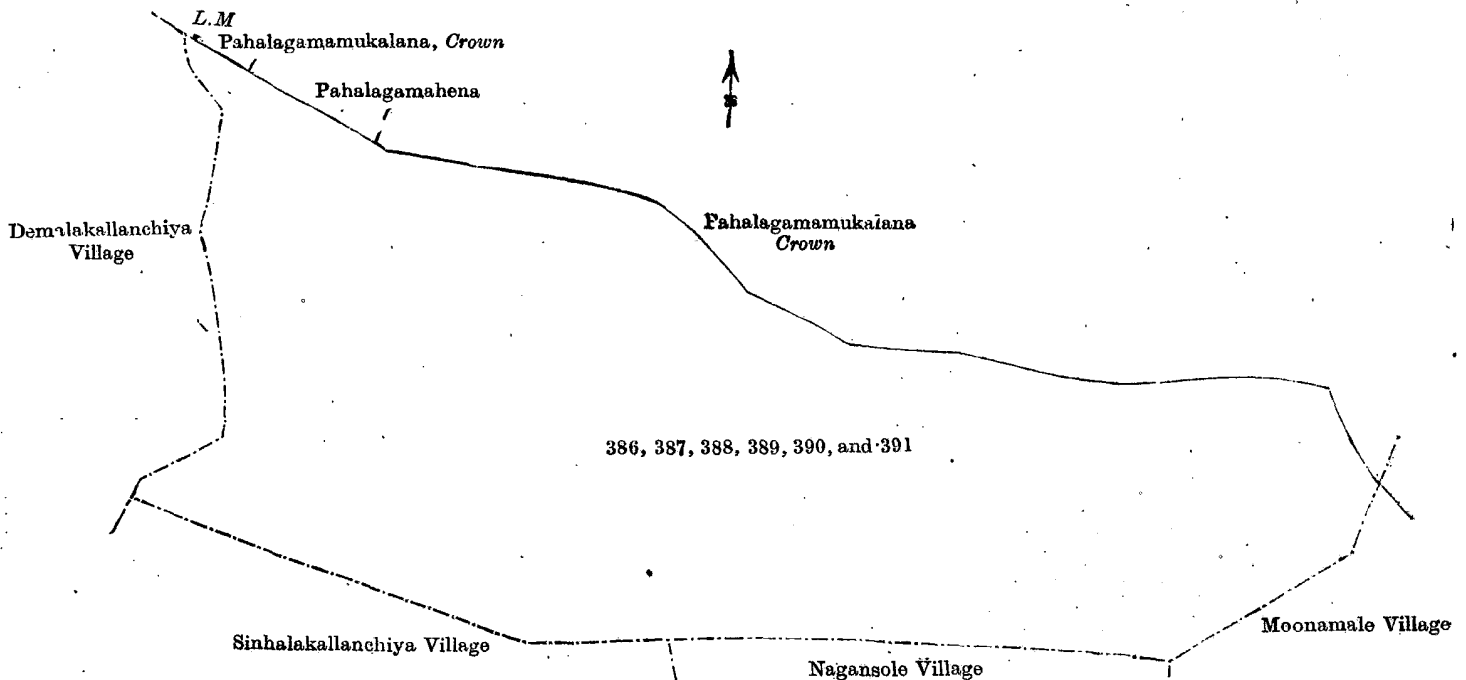 L.M
Pahalagamamukalana, Crown
Pahalagamahena
Demalakallanchiya
Village
Pahalagamamukalana
Crown
386, 387, 388, 389, 390, and 391
Sinhalakallanchiya Village
Nagansole Village
Moonamale Village